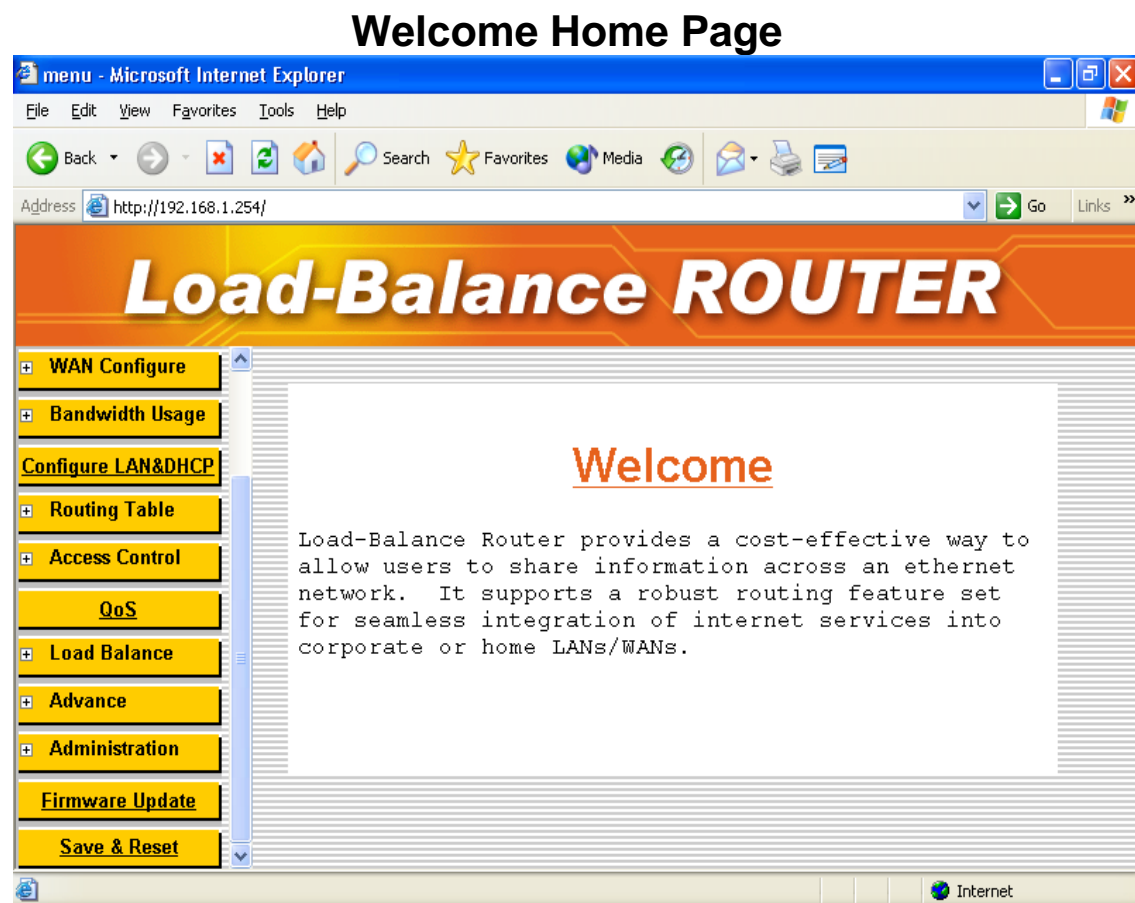 Welcome Home Page
menu - Microsoft Internet Explorer
File Edit View Favorites Tools Help
Back Search Favorites Media
Address http://192.168.1.254/ Go Links »
Load-Balance ROUTER
WAN Configure
Bandwidth Usage
Configure LAN&DHCP
Routing Table
Access Control
QoS
Load Balance
Advance
Administration
Firmware Update
Save & Reset
Welcome
Load-Balance Router provides a cost-effective way to
allow users to share information across an ethernet
network. It supports a robust routing feature set
for seamless integration of internet services into
corporate or home LANs/WANs.
Internet